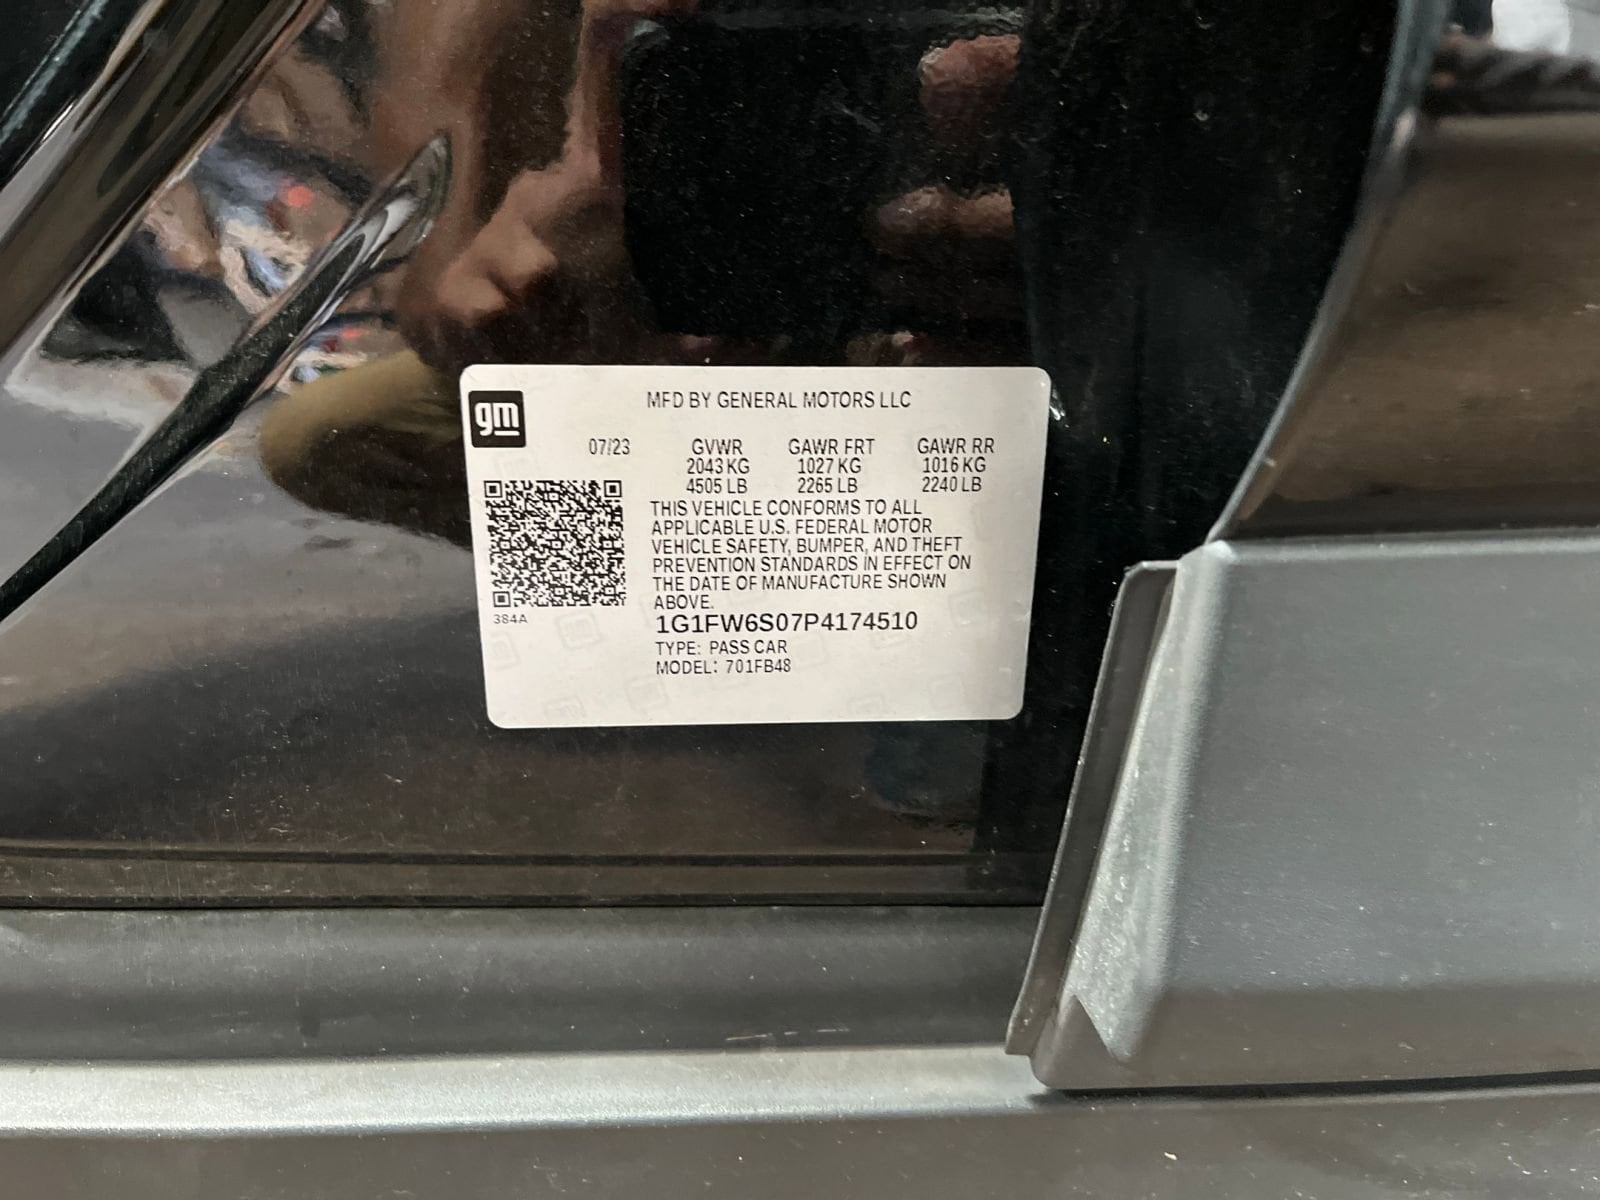 gm
MFD BY GENERAL MOTORS LLC
07/23 GVWR GAWR FRT GAWR RR
2043 KG 1027 KG 1016 KG
4505 LB 2265 LB 2240 LB
THIS VEHICLE CONFORMS TO ALL
APPLICABLE U.S. FEDERAL MOTOR
VEHICLE SAFETY, BUMPER, AND THEFT
PREVENTION STANDARDS IN EFFECT ON
THE DATE OF MANUFACTURE SHOWN
ABOVE.
384A
1G1FW6S07P4174510
TYPE: PASS CAR
MODEL: 701FB48